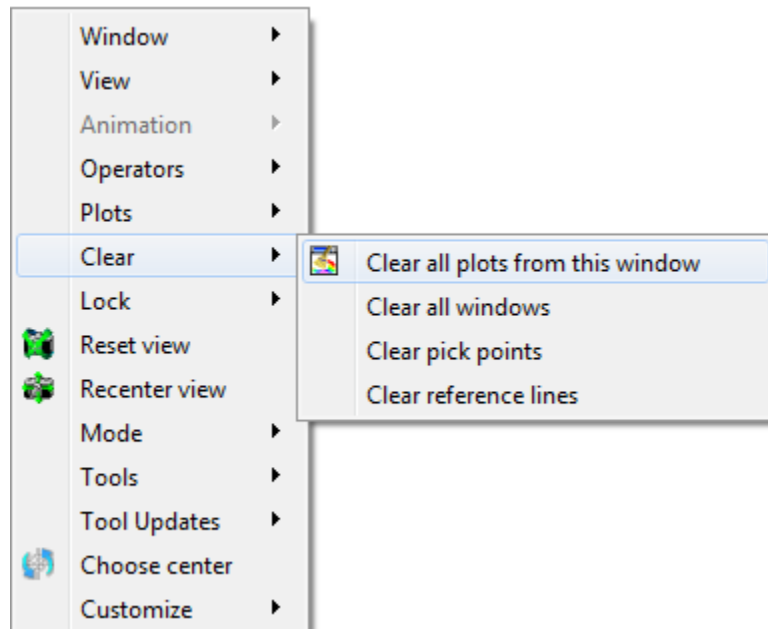 Window
View
Animation
Operators
Plots
Clear
Lock
Reset view
Recenter view
Mode
Tools
Tool Updates
Choose center
Customize
Clear all plots from this window
Clear all windows
Clear pick points
Clear reference lines